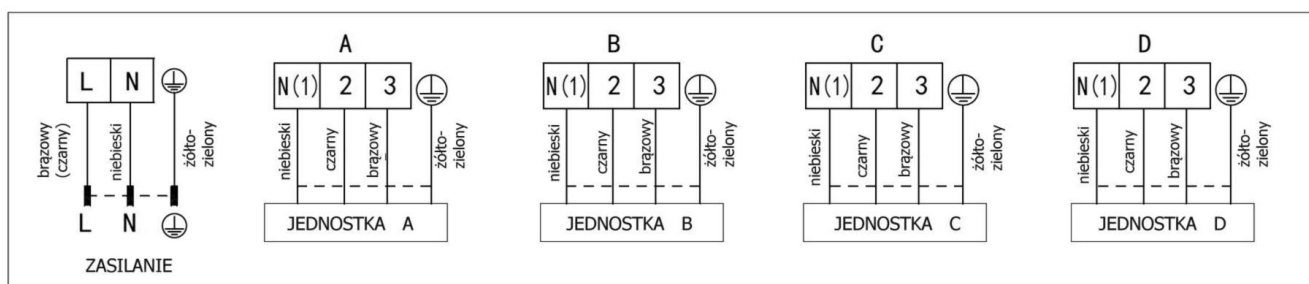 A B C D
L N N(1) 2 3 N(1) 2 3 N(1) 2 3 N(1) 2 3
brązowy
(czarny)
niebieski
żółto-
zielony
niebieski
czarny
brązowy
żółto-
zielony
niebieski
czarny
brązowy
żółto-
zielony
niebieski
czarny
brązowy
żółto-
zielony
niebieski
czarny
brązowy
żółto-
zielony
L N
JEDNOSTKA A
JEDNOSTKA B
JEDNOSTKA C
JEDNOSTKA D
ZASILANIE